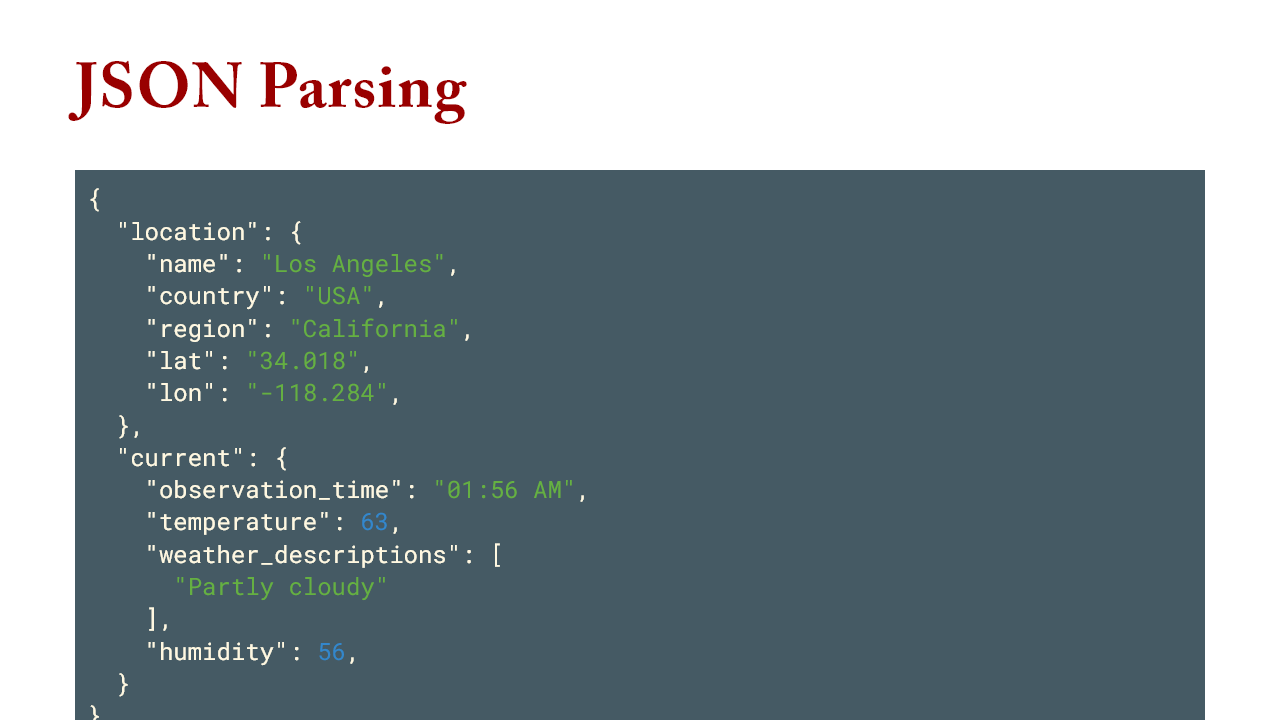 JSON Parsing
{
  "location": {
    "name": "Los Angeles",
    "country": "USA",
    "region": "California",
    "lat": "34.018",
    "lon": "-118.284",
  },
  "current": {
    "observation_time": "01:56 AM",
    "temperature": 63,
    "weather_descriptions": [
      "Partly cloudy"
    ],
    "humidity": 56,
  }
}